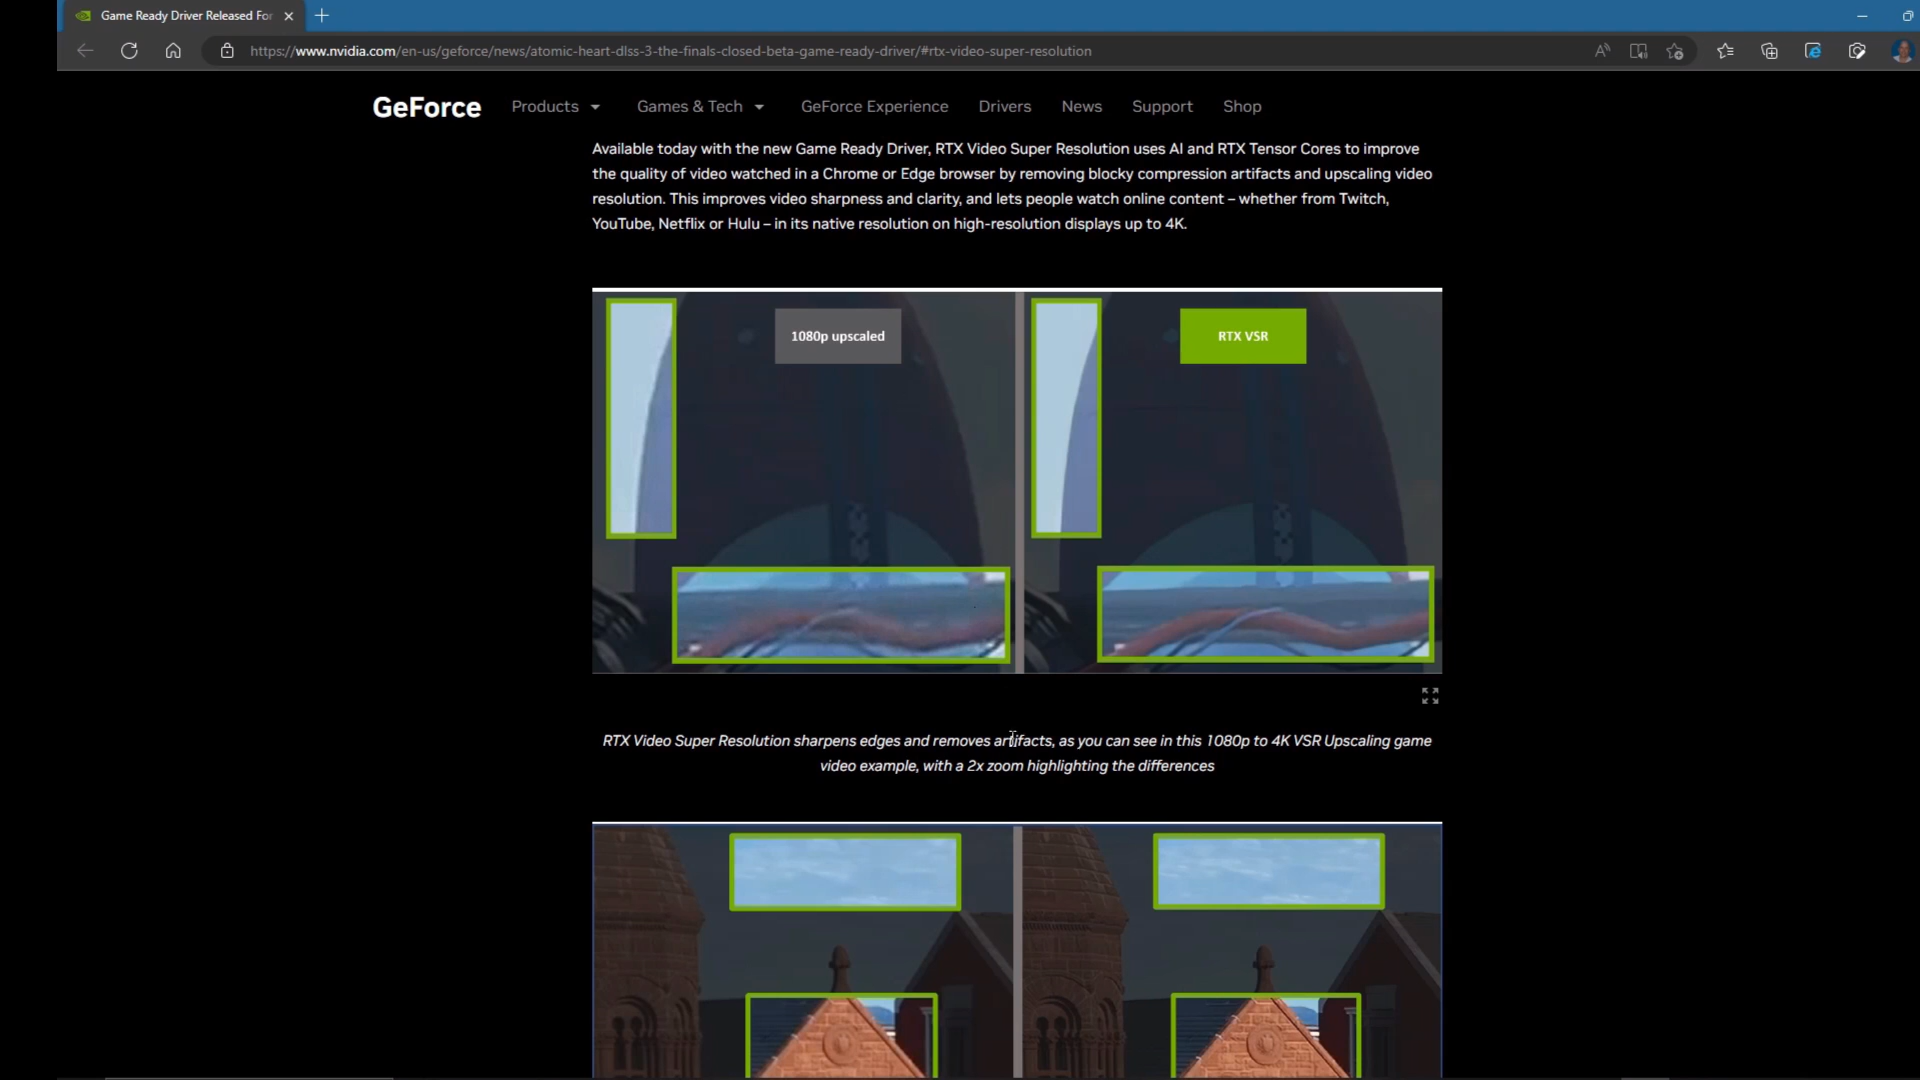 Game Ready Driver Released For
https://www.nvidia.com/en-us/geforce/news/atomic-heart-dlss-3-the-finals-closed-beta-game-ready-driver/#rtx-video-super-resolution
GeForce Products Games & Tech GeForce Experience Drivers News Support Shop
Available today with the new Game Ready Driver, RTX Video Super Resolution uses AI and RTX Tensor Cores to improve
the quality of video watched in a Chrome or Edge browser by removing blocky compression artifacts and upscaling video
resolution. This improves video sharpness and clarity, and lets people watch online content – whether from Twitch,
YouTube, Netflix or Hulu – in its native resolution on high-resolution displays up to 4K.
1080p upscaled
RTX VSR
RTX Video Super Resolution sharpens edges and removes artifacts, as you can see in this 1080p to 4K VSR Upscaling game
video example, with a 2x zoom highlighting the differences